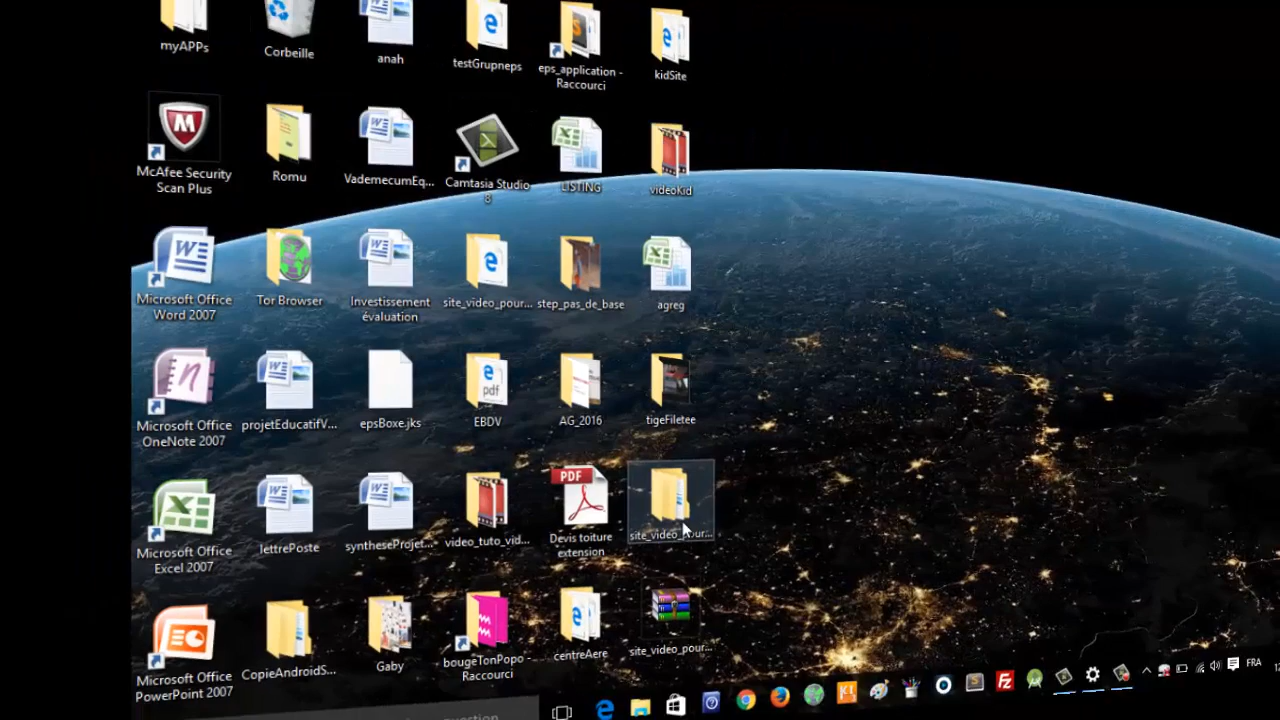 myAPPs
Corbeille
anah
testGrupneps
eps_application -
Raccourci
kidSite
McAfee Security
Scan Plus
Romu
VademecumEq...
Camtasia Studio
8
LISTING
videoKid
Microsoft Office
Word 2007
Tor Browser
Investissement
évaluation
site_video_pour...
step_pas_de_base
agreg
Microsoft Office
OneNote 2007
projetEducatifV...
epsBoxe.jks
pdf
EBDV
AG_2016
tigeFiletee
Microsoft Office
Excel 2007
lettrePoste
syntheseProjet...
video_tuto_vid...
PDF
Devis toiture
extension
site_video_pour...
Microsoft Office
PowerPoint 2007
CopieAndroidS...
Gaby
bougeTonPopo -
Raccourci
centreAere
site_video_pour...
FRA